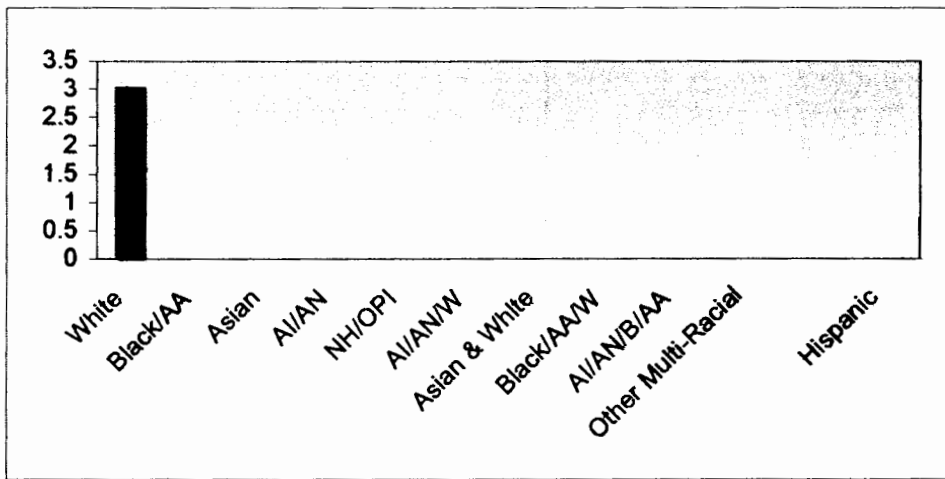 3.5
3
2.5
2
1.5
1
0.5
0
White
Black/AA
Asian
AI/AN
NH/OPI
AI/AN/W
Asian & White
Black/AA/W
AI/AN/B/AA
Other Multi-Racial
Hispanic